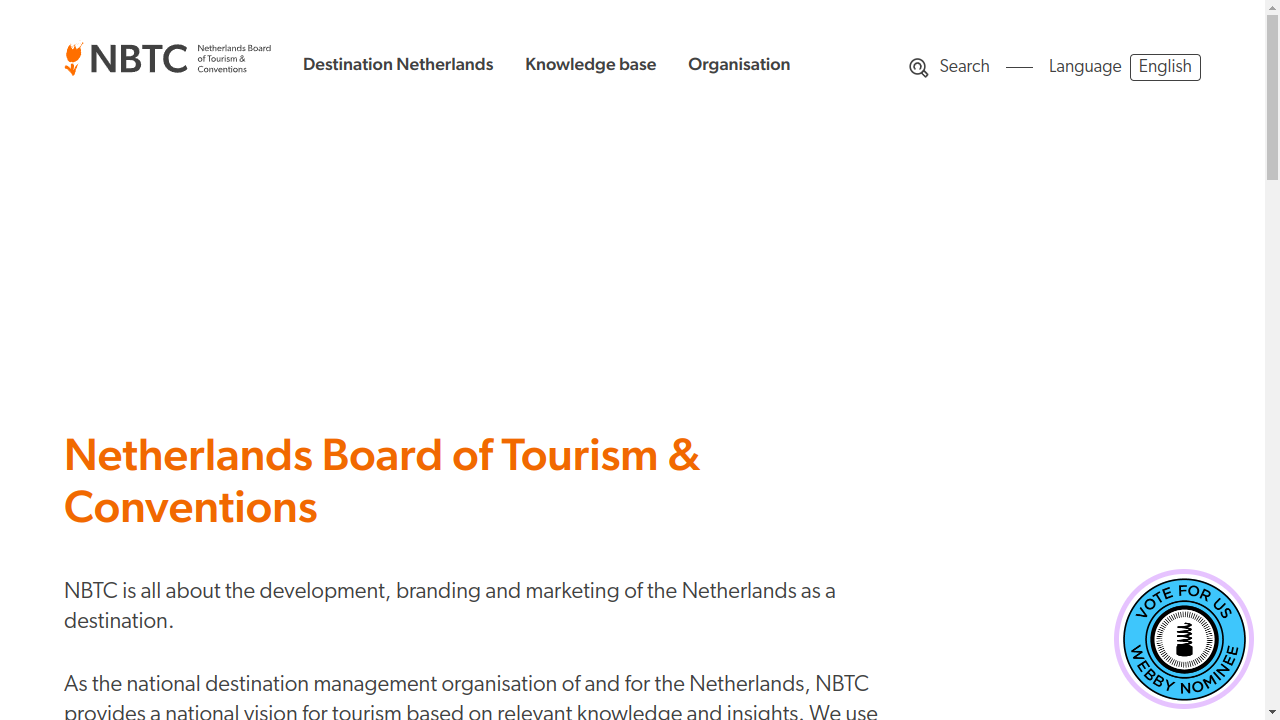 NBTC
Netherlands Board
of Tourism &
Conventions
Destination Netherlands
Knowledge base
Organisation
Search
Language
English
Netherlands Board of Tourism &
Conventions
NBTC is all about the development, branding and marketing of the Netherlands as a
destination.
As the national destination management organisation of and for the Netherlands, NBTC
provides a national vision for tourism based on relevant knowledge and insights. We use
VOTE FOR US
WEBBY NOMINEE